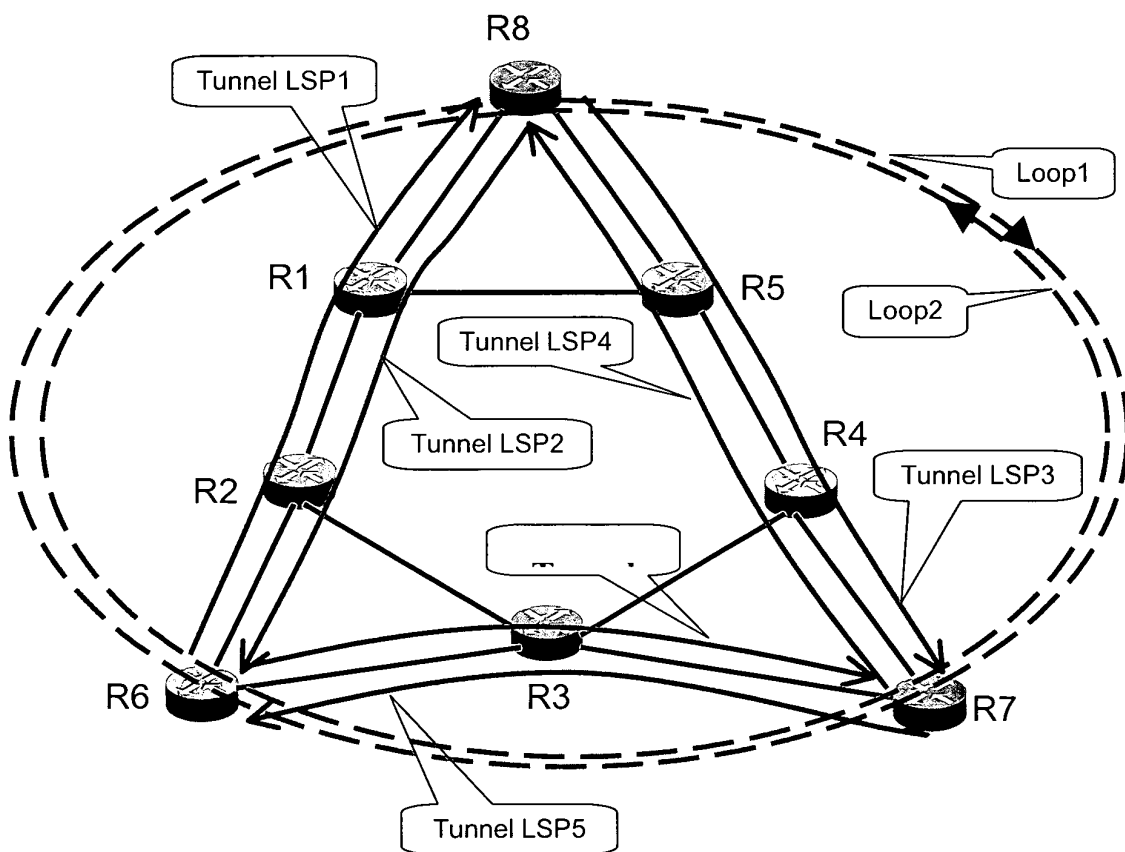 R8
Tunnel LSP1
Loop1
R1
R5
Loop2
Tunnel LSP4
Tunnel LSP2
R4
R2
Tunnel LSP3
R6
R3
R7
Tunnel LSP5